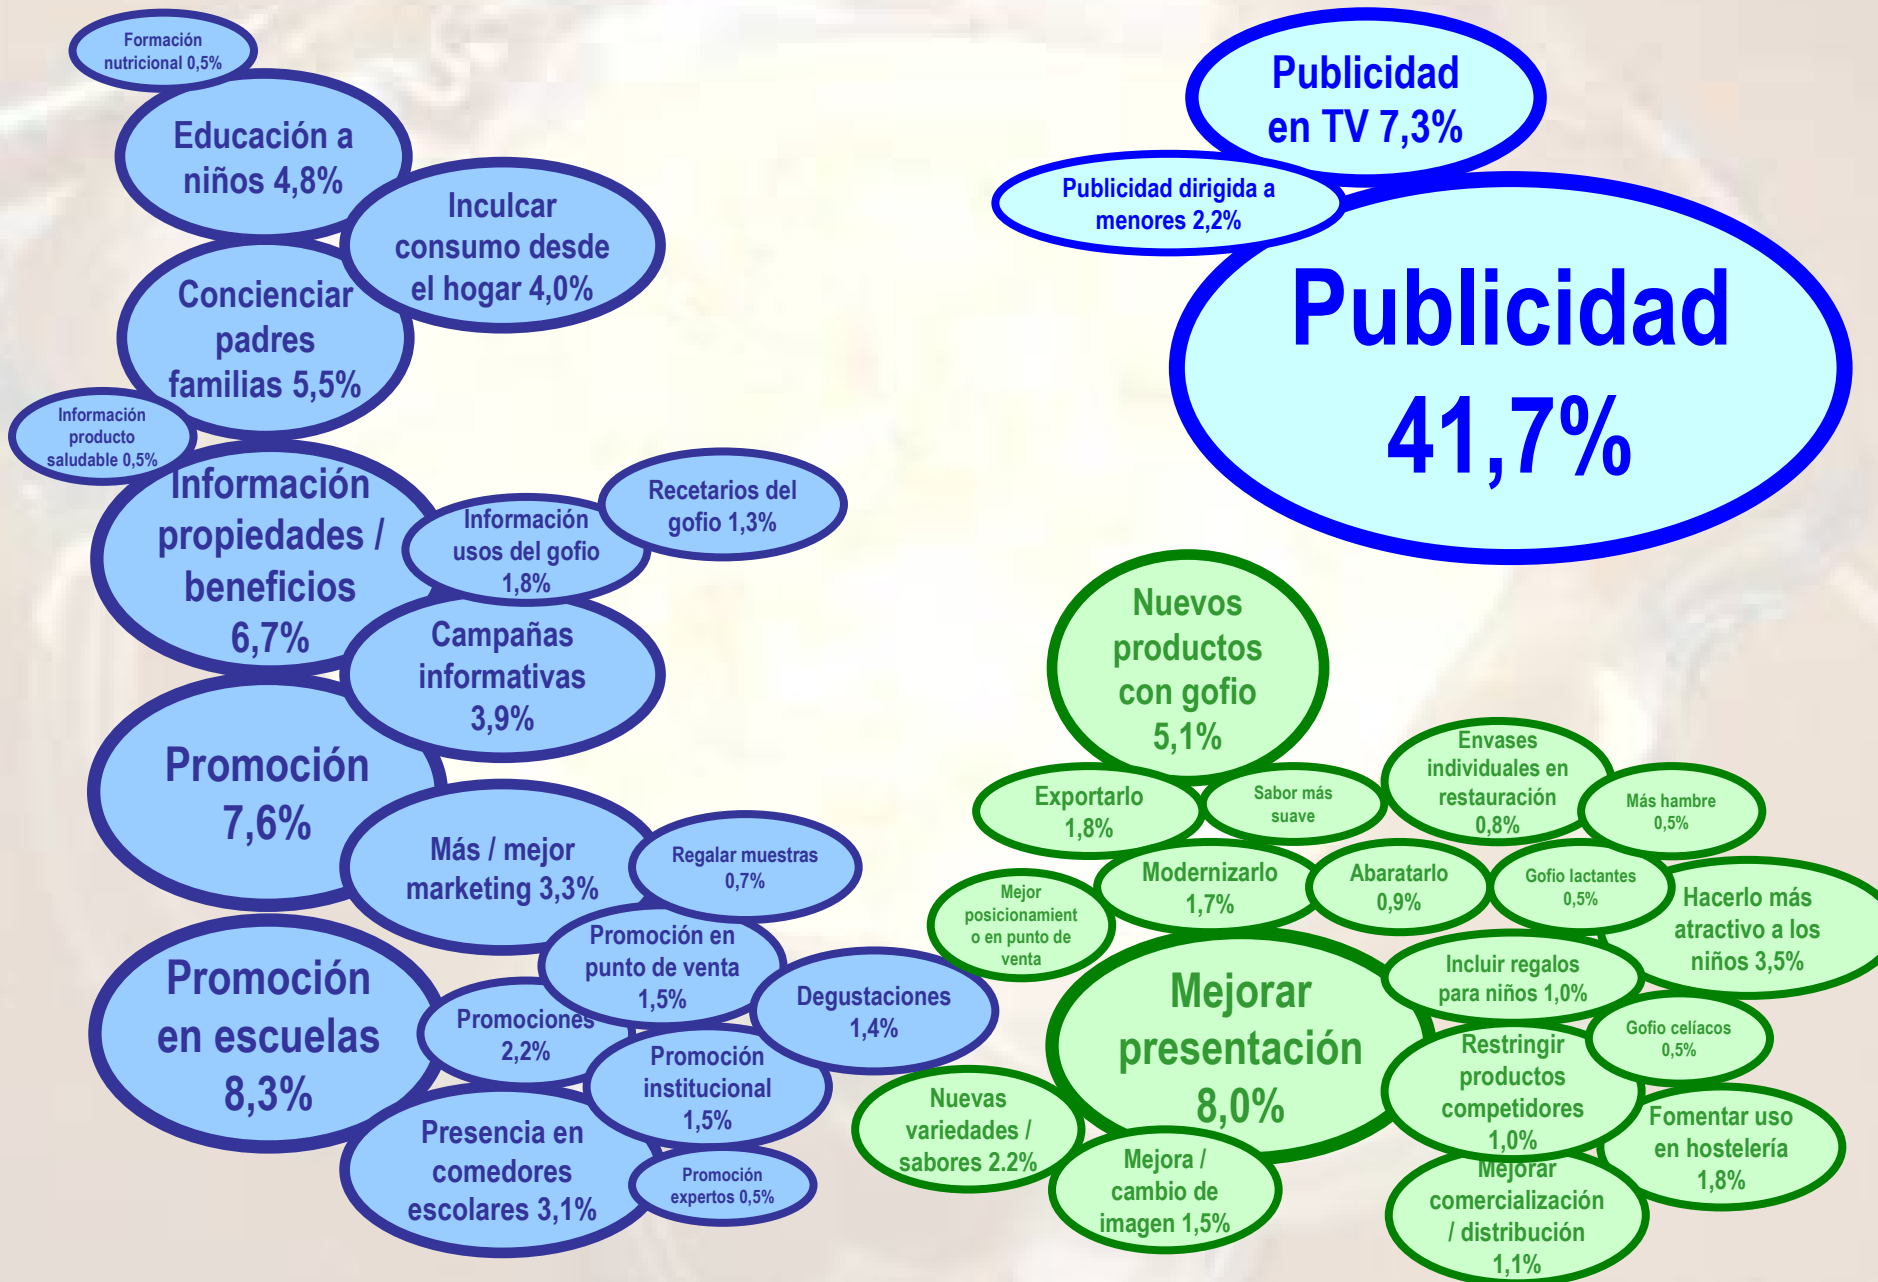 Formación
nutricional 0,5%
Educación a
niños 4,8%
Inculcar
consumo desde
el hogar 4,0%
Concienciar
padres
familias 5,5%
Información
producto
saludable 0,5%
Información
propiedades /
beneficios
6,7%
Información
usos del gofio
1,8%
Recetarios del
gofio 1,3%
Campañas
informativas
3,9%
Promoción
7,6%
Más / mejor
marketing 3,3%
Regalar muestras
0,7%
Promoción en
punto de venta
1,5%
Degustaciones
1,4%
Promoción
en escuelas
8,3%
Promociones
2,2%
Promoción
institucional
1,5%
Presencia en
comedores
escolares 3,1%
Promoción
expertos 0,5%
Publicidad
en TV 7,3%
Publicidad dirigida a
menores 2,2%
Publicidad
41,7%
Nuevos
productos
con gofio
5,1%
Exportarlo
1,8%
Sabor más
suave
Envases
individuales en
restauración
0,8%
Más hambre
0,5%
Mejor
posicionamient
o en punto de
venta
Modernizarlo
1,7%
Abaratarlo
0,9%
Gofio lactantes
0,5%
Hacerlo más
atractivo a los
niños 3,5%
Mejorar
presentación
8,0%
Incluir regalos
para niños 1,0%
Gofio celíacos
0,5%
Restringir
productos
competidores
1,0%
Nuevas
variedades /
sabores 2.2%
Mejora /
cambio de
imagen 1,5%
Fomentar uso
en hostelería
1,8%
Mejorar
comercialización
/ distribución
1,1%